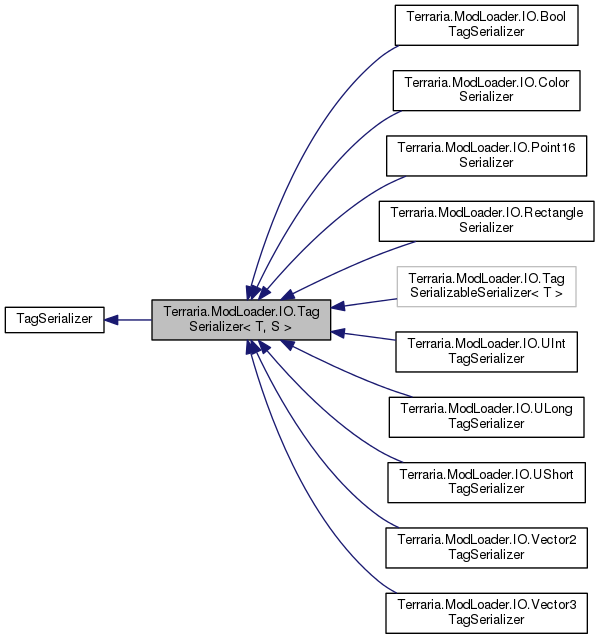 Terraria.ModLoader.IO.Bool
TagSerializer
Terraria.ModLoader.IO.Color
Serializer
Terraria.ModLoader.IO.Point16
Serializer
Terraria.ModLoader.IO.Rectangle
Serializer
Terraria.ModLoader.IO.Tag
SerializableSerializer< T >
TagSerializer
Terraria.ModLoader.IO.Tag
Serializer< T, S >
Terraria.ModLoader.IO.UInt
TagSerializer
Terraria.ModLoader.IO.ULong
TagSerializer
Terraria.ModLoader.IO.UShort
TagSerializer
Terraria.ModLoader.IO.Vector2
TagSerializer
Terraria.ModLoader.IO.Vector3
TagSerializer